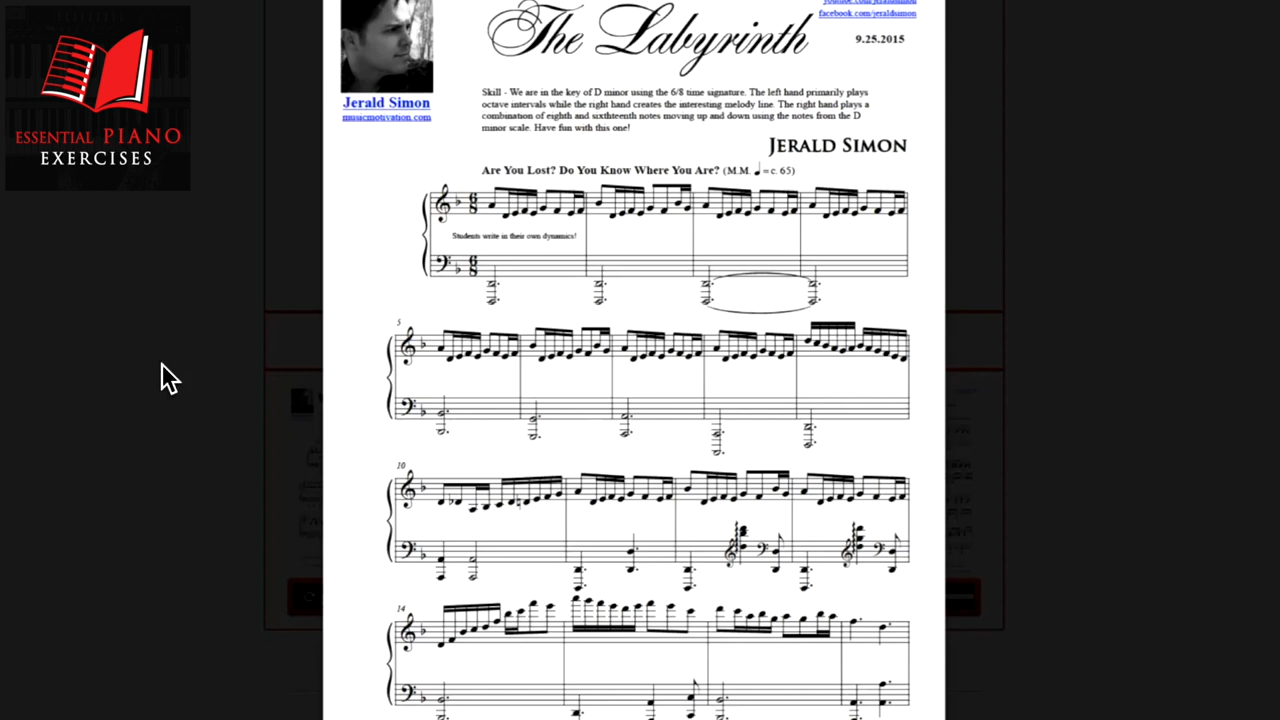 ESSENTIAL PIANO
EXERCISES
The Labyrinth
youtube.com/jeraldsimon
facebook.com/jeraldsimon
9.25.2015
Jerald Simon
musicmotivation.com
Skill - We are in the key of D minor using the 6/8 time signature. The left hand primarily plays
octave intervals while the right hand creates the interesting melody line. The right hand plays a
combination of eighth and sixthteenth notes moving up and down using the notes from the D
minor scale. Have fun with this one!
JERALD SIMON
Are You Lost? Do You Know Where You Are? (M.M. ♩ = c. 65)
6 6
8 8
Students write in their own dynamics!
5
10
14